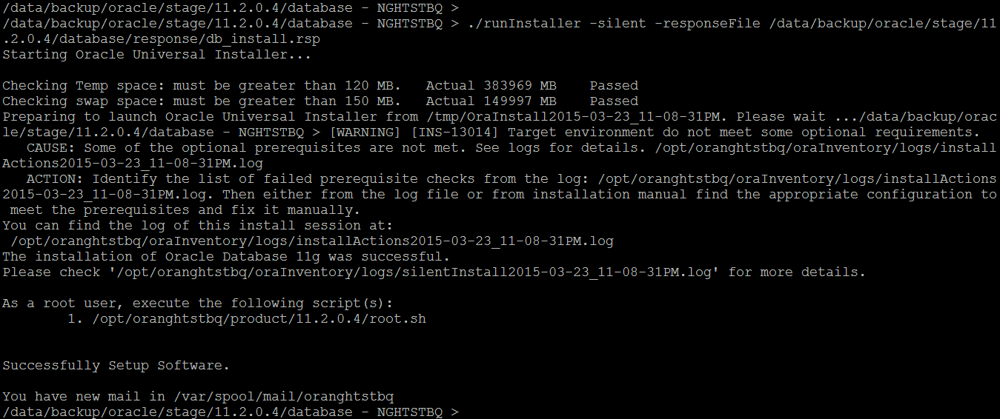 /data/backup/oracle/stage/11.2.0.4/database - NGHTSTBQ >
/data/backup/oracle/stage/11.2.0.4/database - NGHTSTBQ > ./runInstaller -silent -responseFile /data/backup/oracle/stage/11
.2.0.4/database/response/db_install.rsp
Starting Oracle Universal Installer...
Checking Temp space: must be greater than 120 MB.   Actual 383969 MB    Passed
Checking swap space: must be greater than 150 MB.   Actual 149997 MB    Passed
Preparing to launch Oracle Universal Installer from /tmp/OraInstall2015-03-23_11-08-31PM. Please wait .../data/backup/orac
le/stage/11.2.0.4/database - NGHTSTBQ > [WARNING] [INS-13014] Target environment do not meet some optional requirements.
   CAUSE: Some of the optional prerequisites are not met. See logs for details. /opt/oranghtstbq/oraInventory/logs/install
Actions2015-03-23_11-08-31PM.log
   ACTION: Identify the list of failed prerequisite checks from the log: /opt/oranghtstbq/oraInventory/logs/installActions
2015-03-23_11-08-31PM.log. Then either from the log file or from installation manual find the appropriate configuration to
 meet the prerequisites and fix it manually.
You can find the log of this install session at:
 /opt/oranghtstbq/oraInventory/logs/installActions2015-03-23_11-08-31PM.log
The installation of Oracle Database 11g was successful.
Please check '/opt/oranghtstbq/oraInventory/logs/silentInstall2015-03-23_11-08-31PM.log' for more details.
As a root user, execute the following script(s):
        1. /opt/oranghtstbq/product/11.2.0.4/root.sh
Successfully Setup Software.
You have new mail in /var/spool/mail/oranghtstbq
/data/backup/oracle/stage/11.2.0.4/database - NGHTSTBQ >